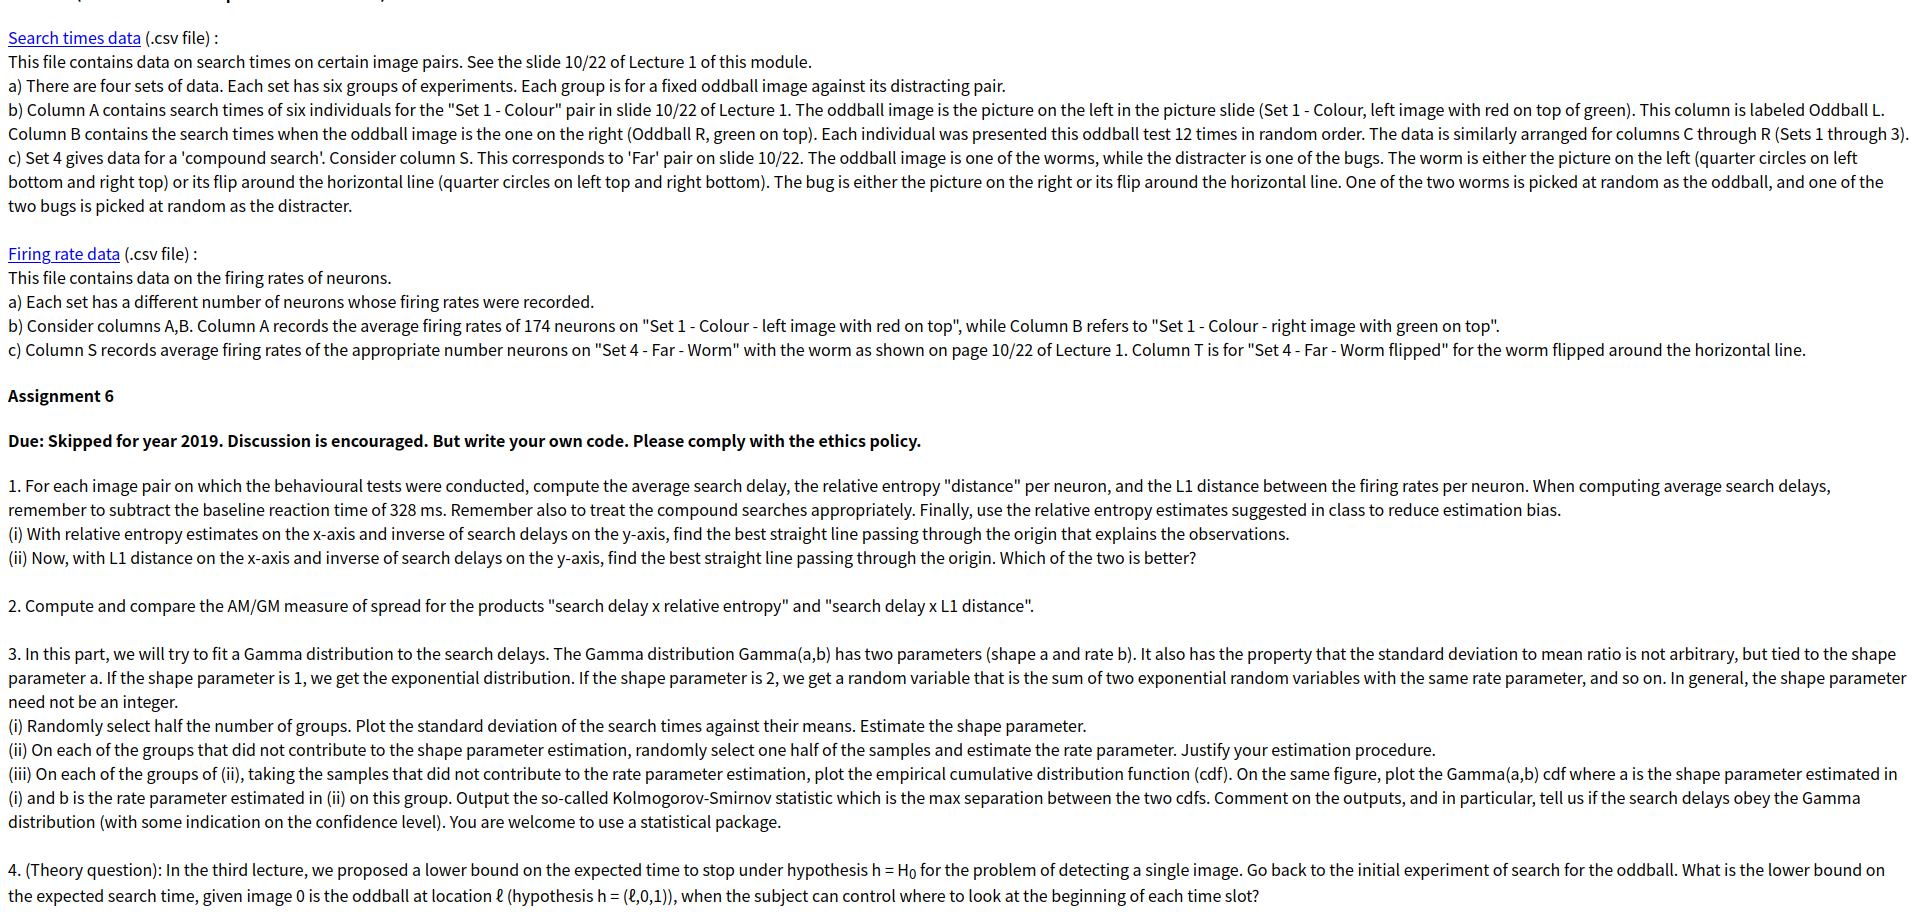 Search times data (.csv file) :
This file contains data on search times on certain image pairs. See the slide 10/22 of Lecture 1 of this module.
a) There are four sets of data. Each set has six groups of experiments. Each group is for a fixed oddball image against its distracting pair.
b) Column A contains search times of six individuals for the "Set 1 - Colour" pair in slide 10/22 of Lecture 1. The oddball image is the picture on the left in the picture slide (Set 1 - Colour, left image with red on top of green). This column is labeled Oddball L.
Column B contains the search times when the oddball image is the one on the right (Oddball R, green on top). Each individual was presented this oddball test 12 times in random order. The data is similarly arranged for columns C through R (Sets 1 through 3).
c) Set 4 gives data for a 'compound search'. Consider column S. This corresponds to 'Far' pair on slide 10/22. The oddball image is one of the worms, while the distracter is one of the bugs. The worm is either the picture on the left (quarter circles on left
bottom and right top) or its flip around the horizontal line (quarter circles on left top and right bottom). The bug is either the picture on the right or its flip around the horizontal line. One of the two worms is picked at random as the oddball, and one of the
two bugs is picked at random as the distracter.
Firing rate data (.csv file) :
This file contains data on the firing rates of neurons.
a) Each set has a different number of neurons whose firing rates were recorded.
b) Consider columns A,B. Column A records the average firing rates of 174 neurons on "Set 1 - Colour - left image with red on top", while Column B refers to "Set 1 - Colour - right image with green on top".
c) Column S records average firing rates of the appropriate number neurons on "Set 4 - Far - Worm" with the worm as shown on page 10/22 of Lecture 1. Column T is for "Set 4 - Far - Worm flipped" for the worm flipped around the horizontal line.
Assignment 6
Due: Skipped for year 2019. Discussion is encouraged. But write your own code. Please comply with the ethics policy.
1. For each image pair on which the behavioural tests were conducted, compute the average search delay, the relative entropy "distance" per neuron, and the L1 distance between the firing rates per neuron. When computing average search delays,
remember to subtract the baseline reaction time of 328 ms. Remember also to treat the compound searches appropriately. Finally, use the relative entropy estimates suggested in class to reduce estimation bias.
(i) With relative entropy estimates on the x-axis and inverse of search delays on the y-axis, find the best straight line passing through the origin that explains the observations.
(ii) Now, with L1 distance on the x-axis and inverse of search delays on the y-axis, find the best straight line passing through the origin. Which of the two is better?
2. Compute and compare the AM/GM measure of spread for the products "search delay x relative entropy" and "search delay x L1 distance".
3. In this part, we will try to fit a Gamma distribution to the search delays. The Gamma distribution Gamma(a,b) has two parameters (shape a and rate b). It also has the property that the standard deviation to mean ratio is not arbitrary, but tied to the shape
parameter a. If the shape parameter is 1, we get the exponential distribution. If the shape parameter is 2, we get a random variable that is the sum of two exponential random variables with the same rate parameter, and so on. In general, the shape parameter
need not be an integer.
(i) Randomly select half the number of groups. Plot the standard deviation of the search times against their means. Estimate the shape parameter.
(ii) On each of the groups that did not contribute to the shape parameter estimation, randomly select one half of the samples and estimate the rate parameter. Justify your estimation procedure.
(iii) On each of the groups of (ii), taking the samples that did not contribute to the rate parameter estimation, plot the empirical cumulative distribution function (cdf). On the same figure, plot the Gamma(a,b) cdf where a is the shape parameter estimated in
(i) and b is the rate parameter estimated in (ii) on this group. Output the so-called Kolmogorov-Smirnov statistic which is the max separation between the two cdfs. Comment on the outputs, and in particular, tell us if the search delays obey the Gamma
distribution (with some indication on the confidence level). You are welcome to use a statistical package.
4. (Theory question): In the third lecture, we proposed a lower bound on the expected time to stop under hypothesis h = H₀ for the problem of detecting a single image. Go back to the initial experiment of search for the oddball. What is the lower bound on
the expected search time, given image 0 is the oddball at location ℓ (hypothesis h = (ℓ,0,1)), when the subject can control where to look at the beginning of each time slot?